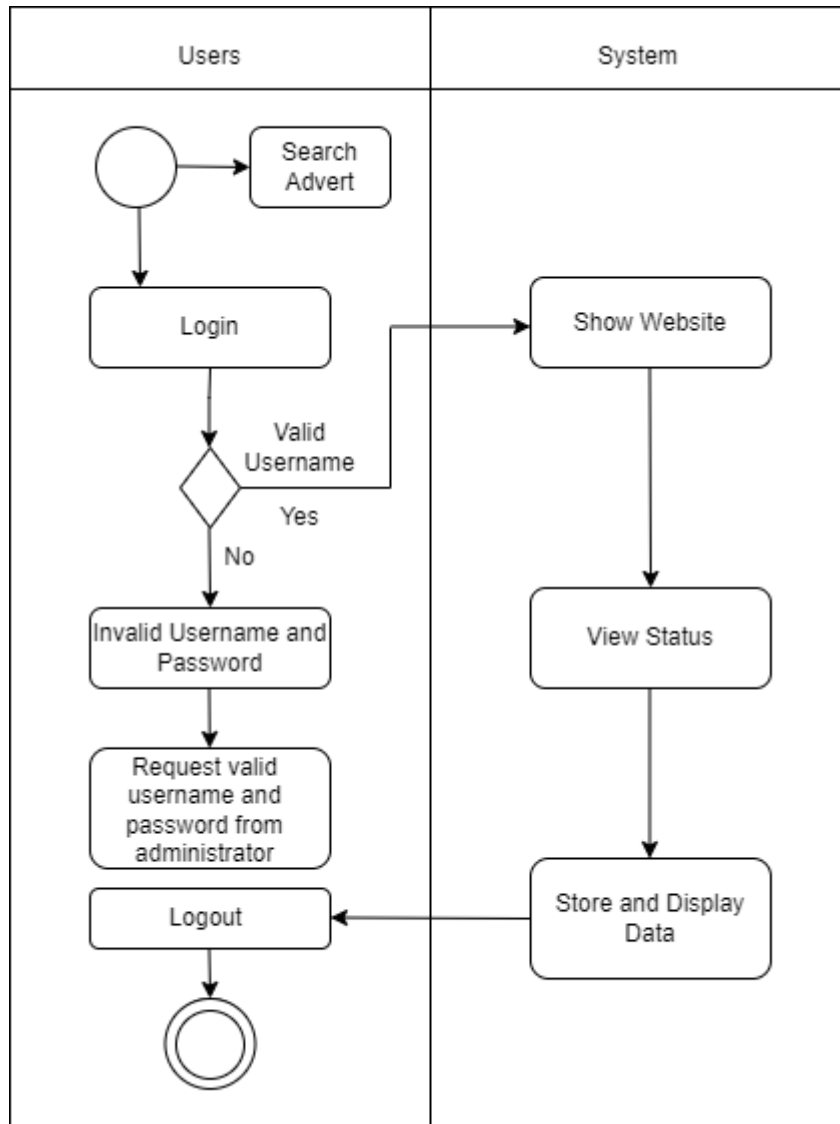 Users
System
Search
Advert
Login
Show Website
Valid
Username
Yes
No
Invalid Username and
Password
View Status
Request valid
username and
password from
administrator
Logout
Store and Display
Data